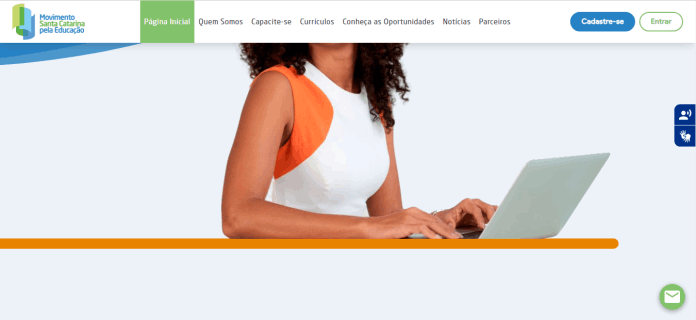 Movimento
Santa Catarina
pela Educação
Página Inicial Quem Somos Capacite-se Currículos Conheça as Oportunidades Notícias Parceiros Cadastre-se Entrar